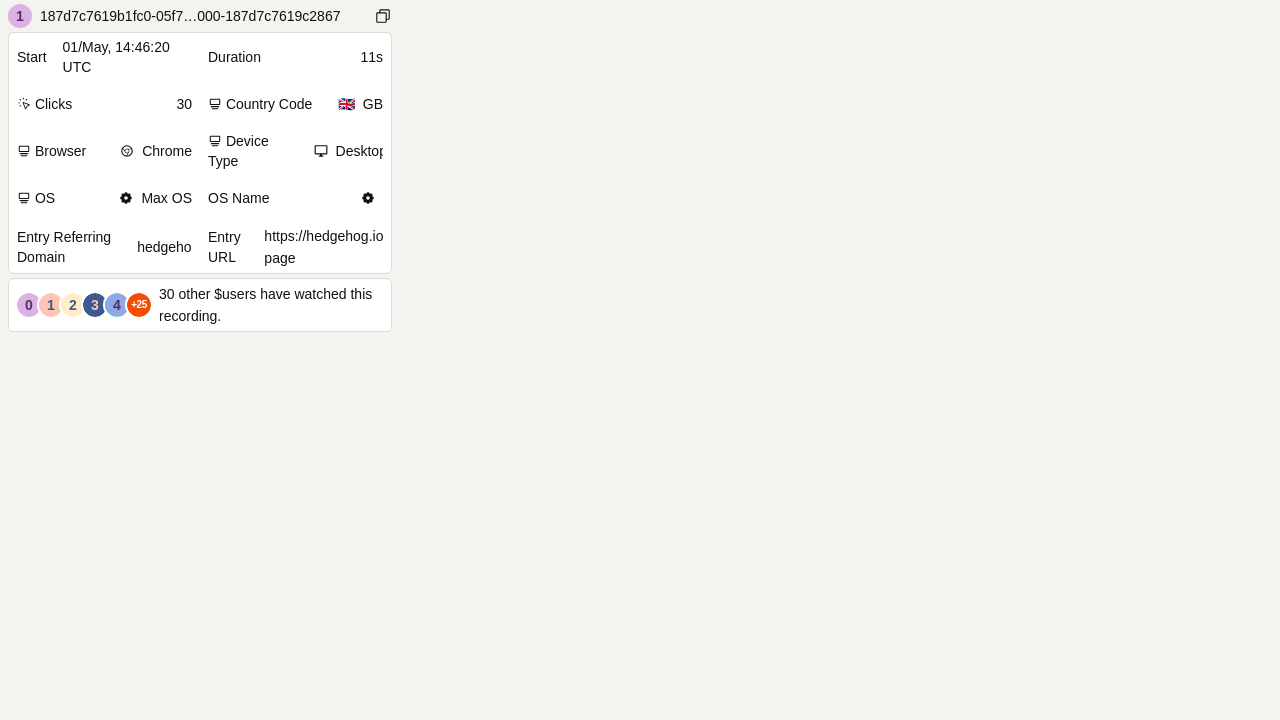 1 187d7c7619b1fc0-05f7…000-187d7c7619c2867
Start 01/May, 14:46:20 UTC
Duration 11s
Clicks 30
Country Code 🇬🇧 GB
Browser Chrome
Device Type Desktop
OS Max OS
OS Name
Entry Referring Domain hedgeho
Entry URL https://hedgehog.io
page
0 1 2 3 4 +25
30 other $users have watched this
recording.